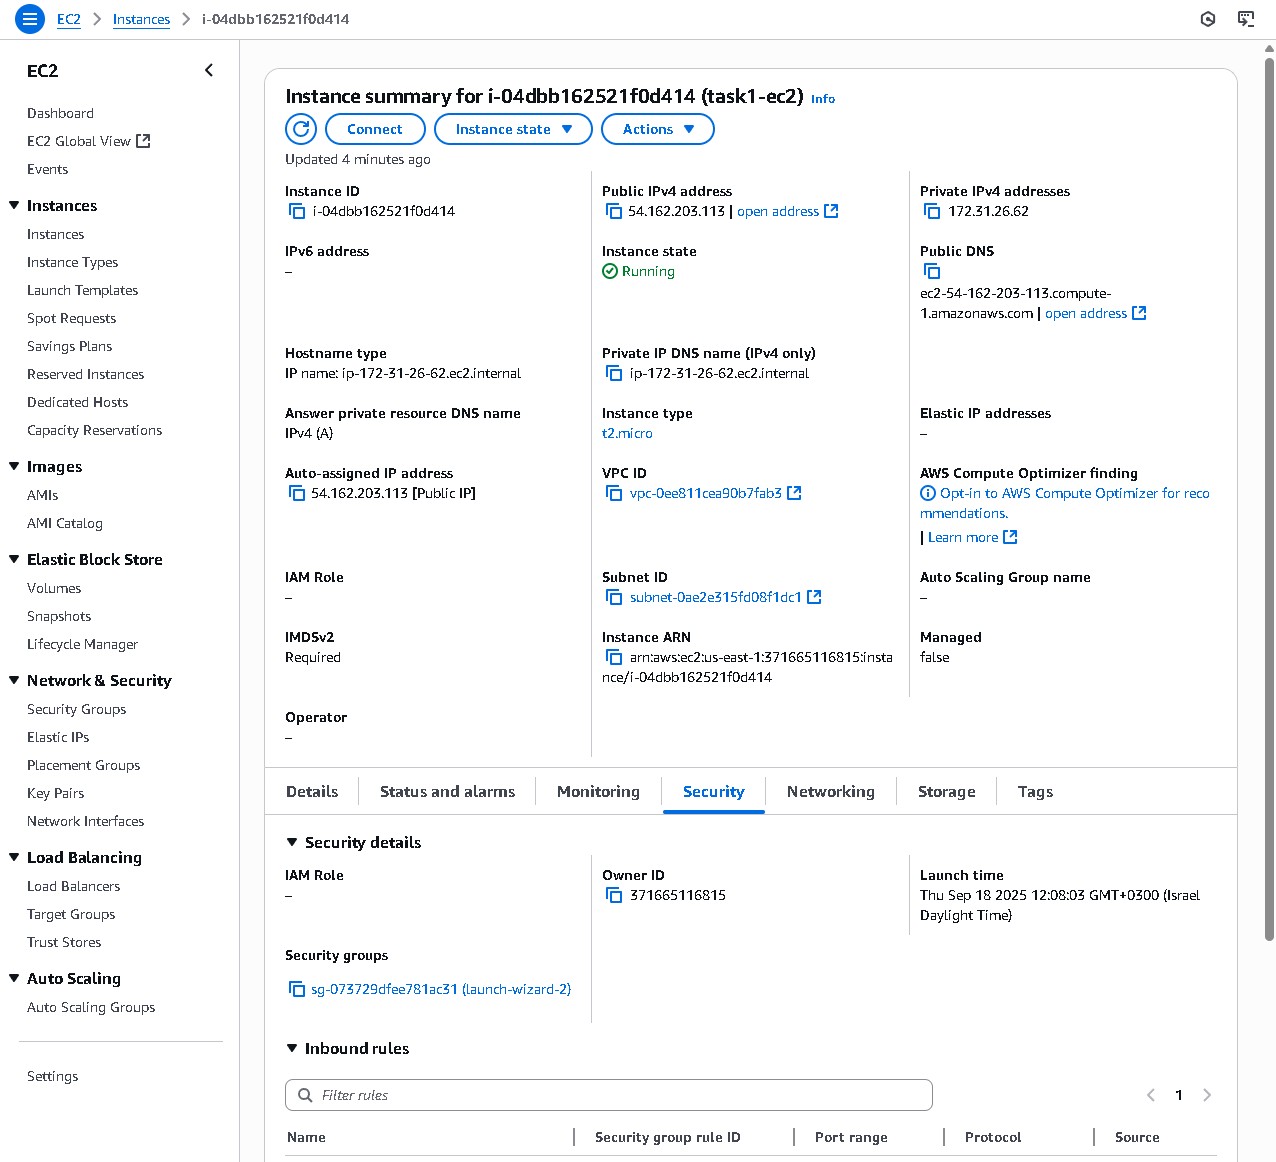 EC2 > Instances > i-04dbb162521f0d414
EC2
Dashboard
EC2 Global View
Events
Instances
Instances
Instance Types
Launch Templates
Spot Requests
Savings Plans
Reserved Instances
Dedicated Hosts
Capacity Reservations
Images
AMIs
AMI Catalog
Elastic Block Store
Volumes
Snapshots
Lifecycle Manager
Network & Security
Security Groups
Elastic IPs
Placement Groups
Key Pairs
Network Interfaces
Load Balancing
Load Balancers
Target Groups
Trust Stores
Auto Scaling
Auto Scaling Groups
Settings
Instance summary for i-04dbb162521f0d414 (task1-ec2) Info
Connect Instance state Actions
Updated 4 minutes ago
Instance ID
i-04dbb162521f0d414
Public IPv4 address
54.162.203.113 | open address
Private IPv4 addresses
172.31.26.62
IPv6 address
–
Instance state
Running
Public DNS
ec2-54-162-203-113.compute-
1.amazonaws.com | open address
Hostname type
IP name: ip-172-31-26-62.ec2.internal
Private IP DNS name (IPv4 only)
ip-172-31-26-62.ec2.internal
Answer private resource DNS name
IPv4 (A)
Instance type
t2.micro
Elastic IP addresses
–
Auto-assigned IP address
54.162.203.113 [Public IP]
VPC ID
vpc-0ee811cea90b7fab3
AWS Compute Optimizer finding
Opt-in to AWS Compute Optimizer for reco
mmendations.
| Learn more
IAM Role
–
Subnet ID
subnet-0ae2e315fd08f1dc1
Auto Scaling Group name
–
IMDSv2
Required
Instance ARN
arn:aws:ec2:us-east-1:371665116815:insta
nce/i-04dbb162521f0d414
Managed
false
Operator
–
Details Status and alarms Monitoring Security Networking Storage Tags
Security details
IAM Role
–
Owner ID
371665116815
Launch time
Thu Sep 18 2025 12:08:03 GMT+0300 (Israel
Daylight Time)
Security groups
sg-073729dfee781ac31 (launch-wizard-2)
Inbound rules
Filter rules
1
Name Security group rule ID Port range Protocol Source